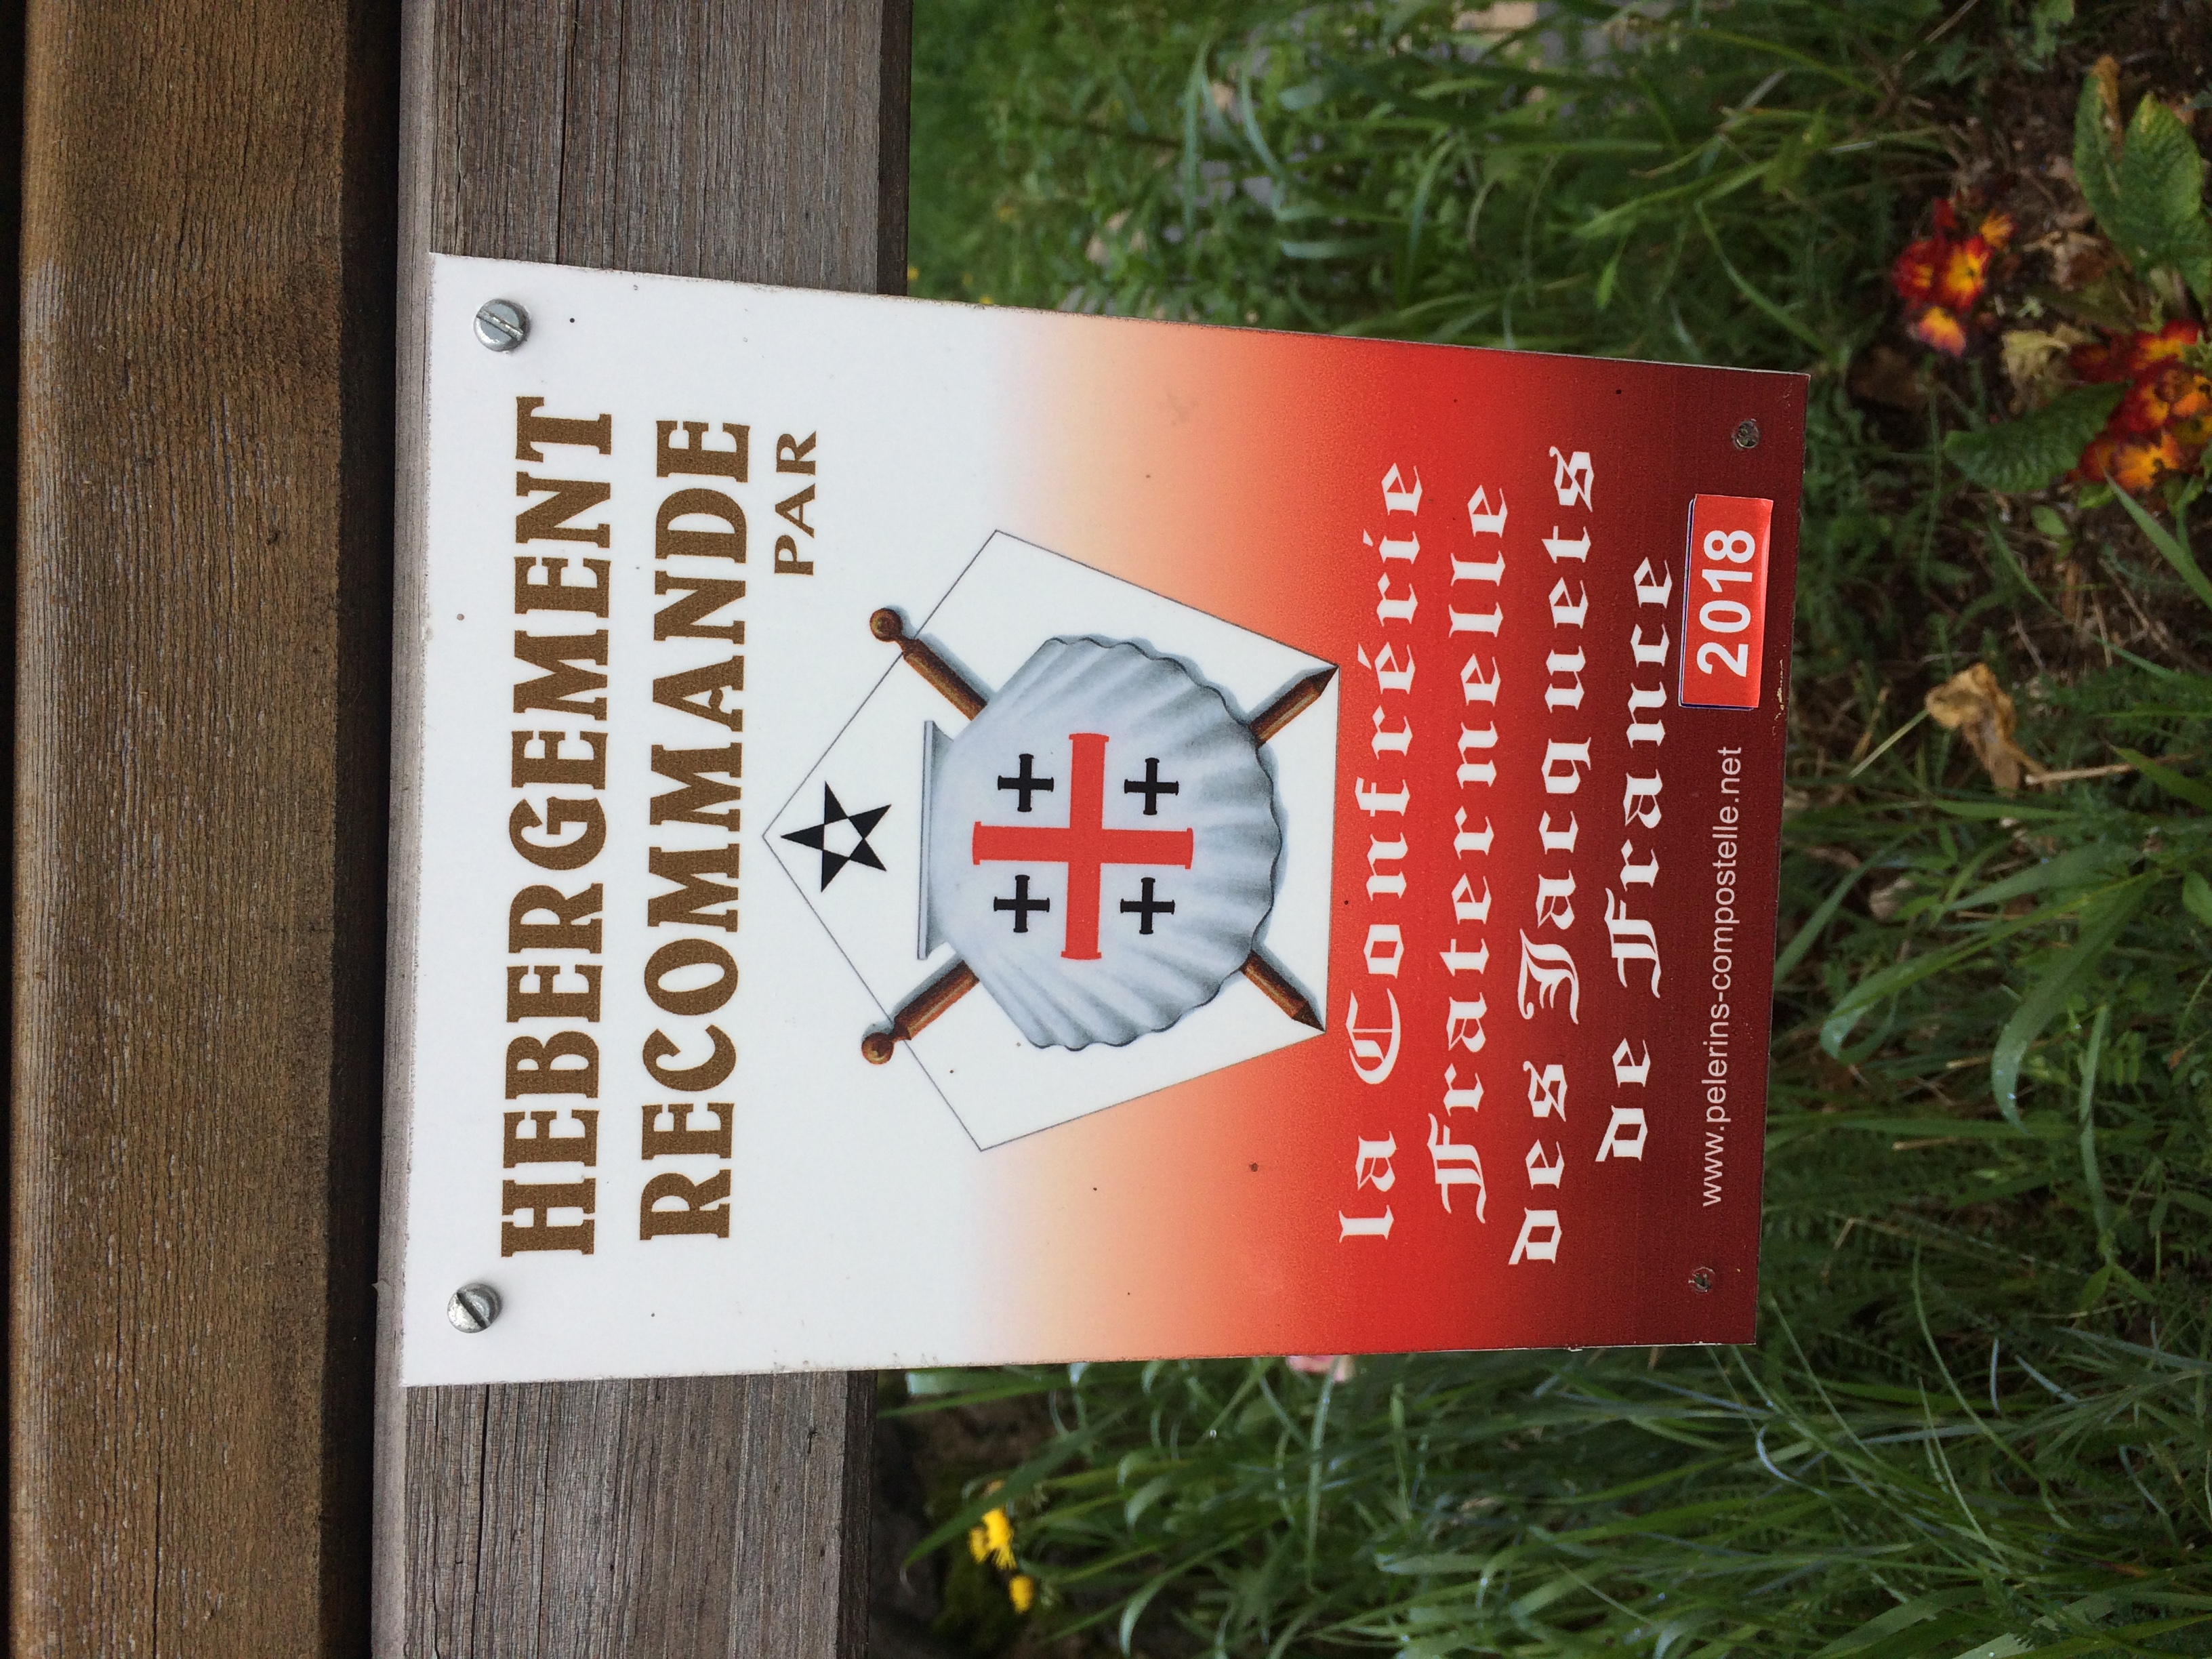 HEBERGEMENT
RECOMMANDE
PAR
la Confrérie
Fraternelle
des Jacquets
de France
www.pelerins-compostelle.net
2018